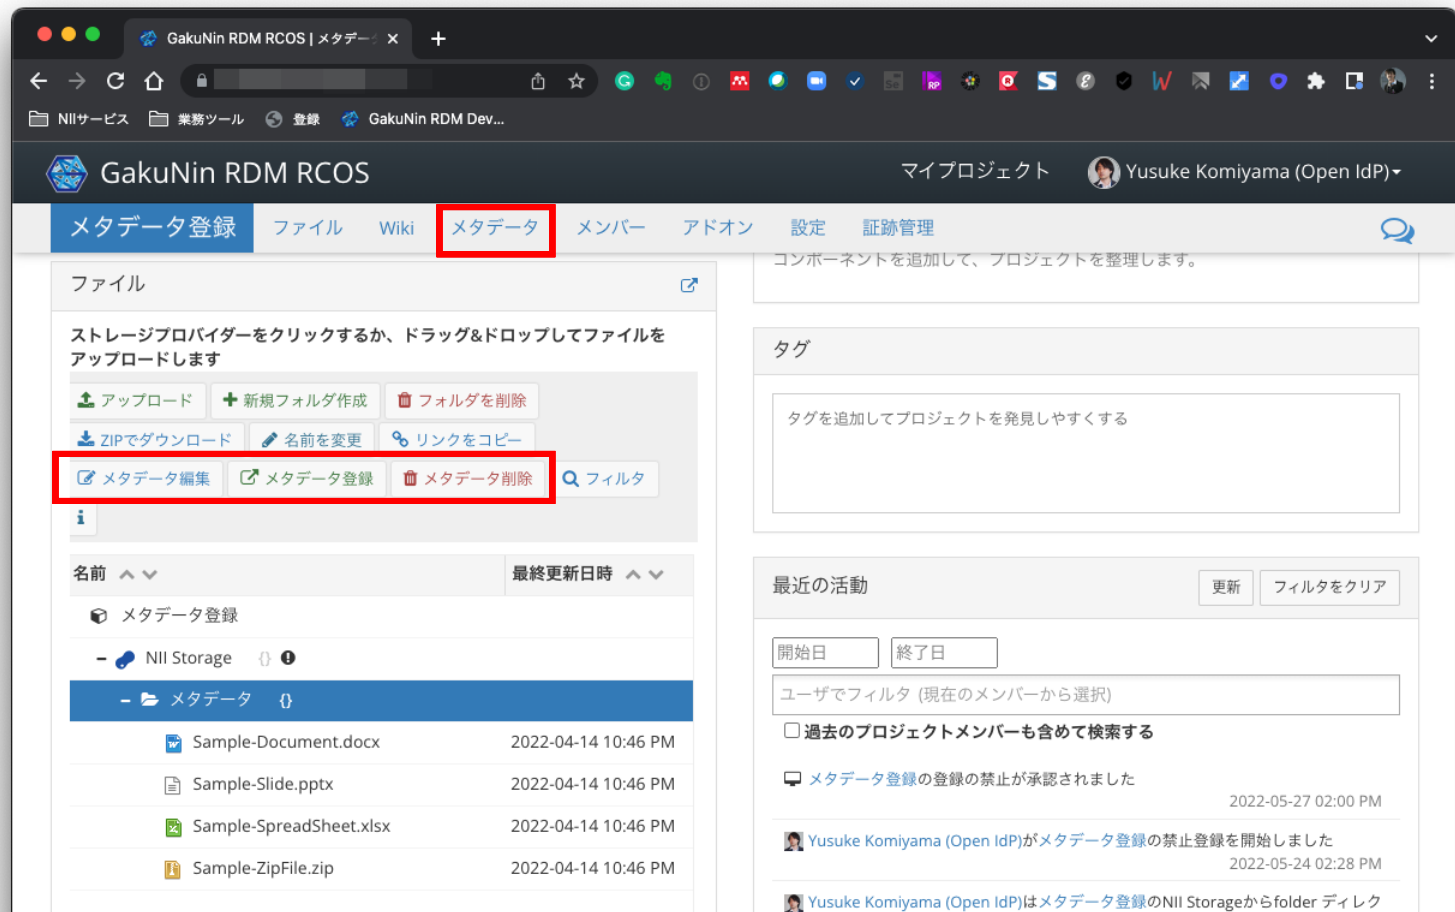 GakuNin RDM RCOS | メタデー
NIIサービス 業務ツール 登録 GakuNin RDM Dev...
GakuNin RDM RCOS マイプロジェクト Yusuke Komiyama (Open IdP)
メタデータ登録 ファイル Wiki メタデータ メンバー アドオン 設定 証跡管理
コンポーネントを追加して、プロジェクトを整理します。
ファイル
ストレージプロバイダーをクリックするか、ドラッグ&ドロップしてファイルを
アップロードします
アップロード 新規フォルダ作成 フォルダを削除
ZIPでダウンロード 名前を変更 リンクをコピー
メタデータ編集 メタデータ登録 メタデータ削除 フィルタ
名前 最終更新日時
メタデータ登録
NII Storage {}
メタデータ {}
Sample-Document.docx 2022-04-14 10:46 PM
Sample-Slide.pptx 2022-04-14 10:46 PM
Sample-SpreadSheet.xlsx 2022-04-14 10:46 PM
Sample-ZipFile.zip 2022-04-14 10:46 PM
タグ
タグを追加してプロジェクトを発見しやすくする
最近の活動 更新 フィルタをクリア
開始日 終了日
ユーザでフィルタ (現在のメンバーから選択)
過去のプロジェクトメンバーも含めて検索する
メタデータ登録の登録の禁止が承認されました
2022-05-27 02:00 PM
Yusuke Komiyama (Open IdP)がメタデータ登録の禁止登録を開始しました
2022-05-24 02:28 PM
Yusuke Komiyama (Open IdP)はメタデータ登録のNII Storageからfolder ディレク